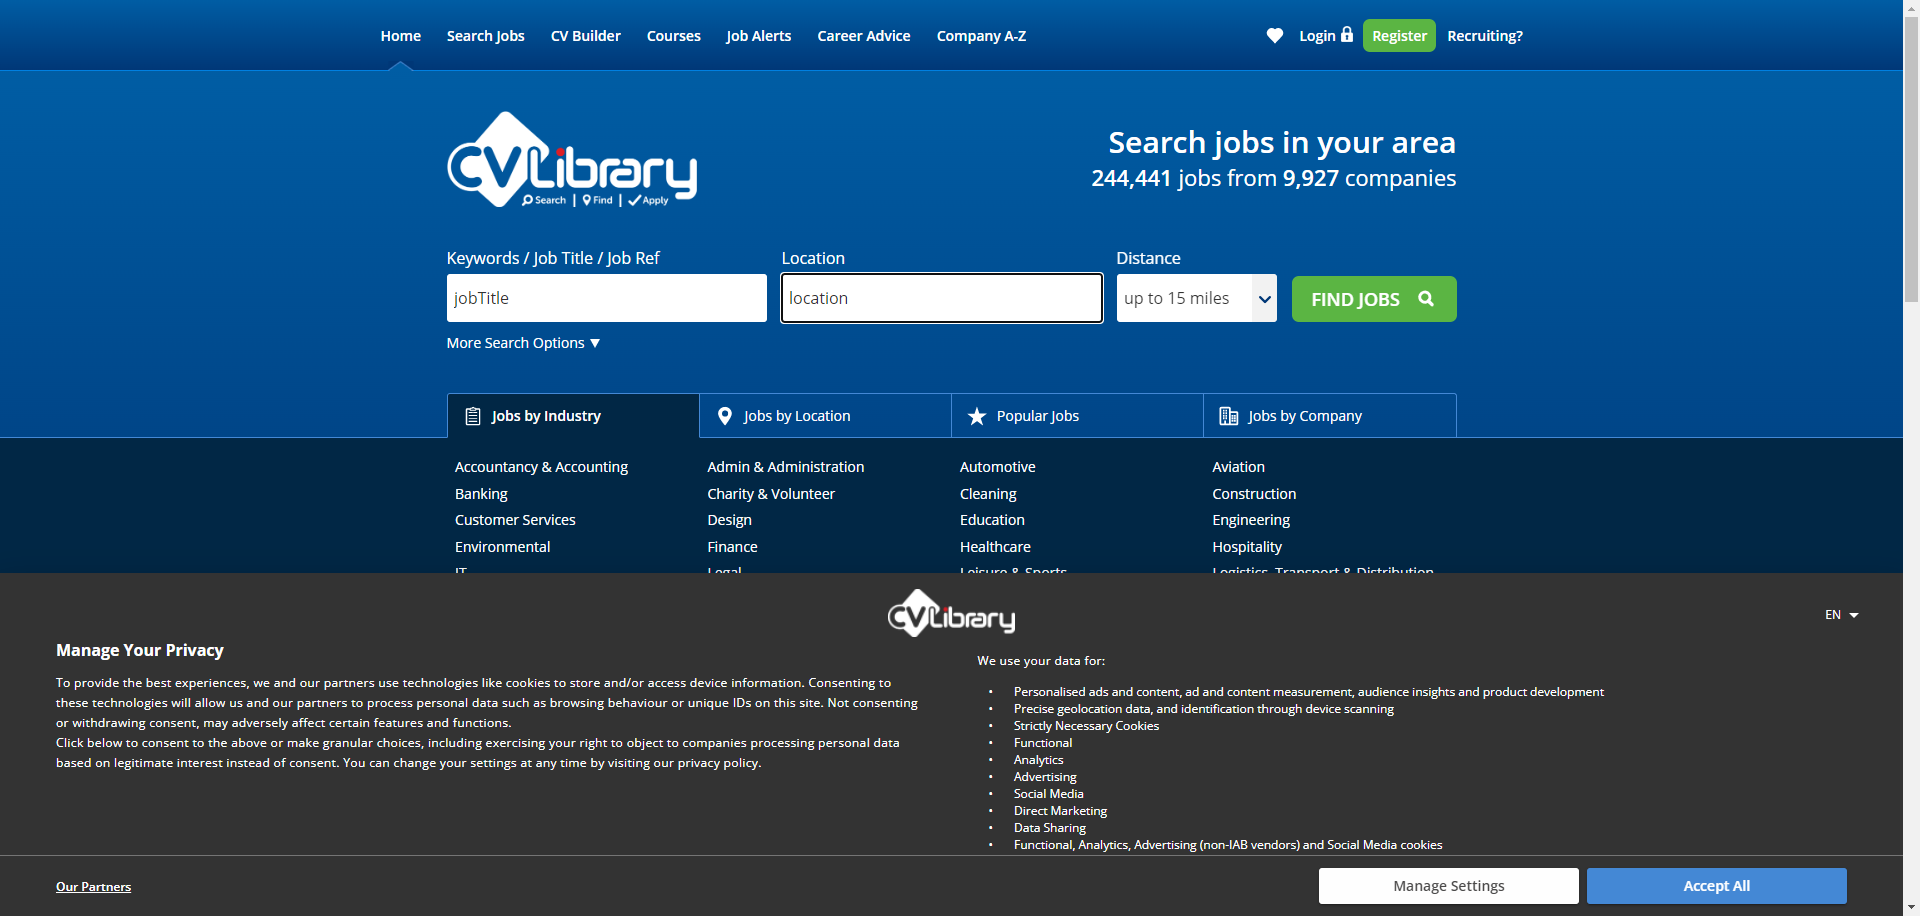 Home Search Jobs CV Builder Courses Job Alerts Career Advice Company A-Z Login Register Recruiting?
CV Library
Search | Find | Apply
Search jobs in your area
244,441 jobs from 9,927 companies
Keywords / Job Title / Job Ref Location Distance
jobTitle location up to 15 miles FIND JOBS
More Search Options ▼
Jobs by Industry Jobs by Location Popular Jobs Jobs by Company
Accountancy & Accounting Admin & Administration Automotive Aviation
Banking Charity & Volunteer Cleaning Construction
Customer Services Design Education Engineering
Environmental Finance Healthcare Hospitality
IT Legal Leisure & Sports Logistics, Transport & Distribution
CV Library
EN
Manage Your Privacy
To provide the best experiences, we and our partners use technologies like cookies to store and/or access device information. Consenting to
these technologies will allow us and our partners to process personal data such as browsing behaviour or unique IDs on this site. Not consenting
or withdrawing consent, may adversely affect certain features and functions.
Click below to consent to the above or make granular choices, including exercising your right to object to companies processing personal data
based on legitimate interest instead of consent. You can change your settings at any time by visiting our privacy policy.
We use your data for:
• Personalised ads and content, ad and content measurement, audience insights and product development
• Precise geolocation data, and identification through device scanning
• Strictly Necessary Cookies
• Functional
• Analytics
• Advertising
• Social Media
• Direct Marketing
• Data Sharing
• Functional, Analytics, Advertising (non-IAB vendors) and Social Media cookies
Our Partners Manage Settings Accept All